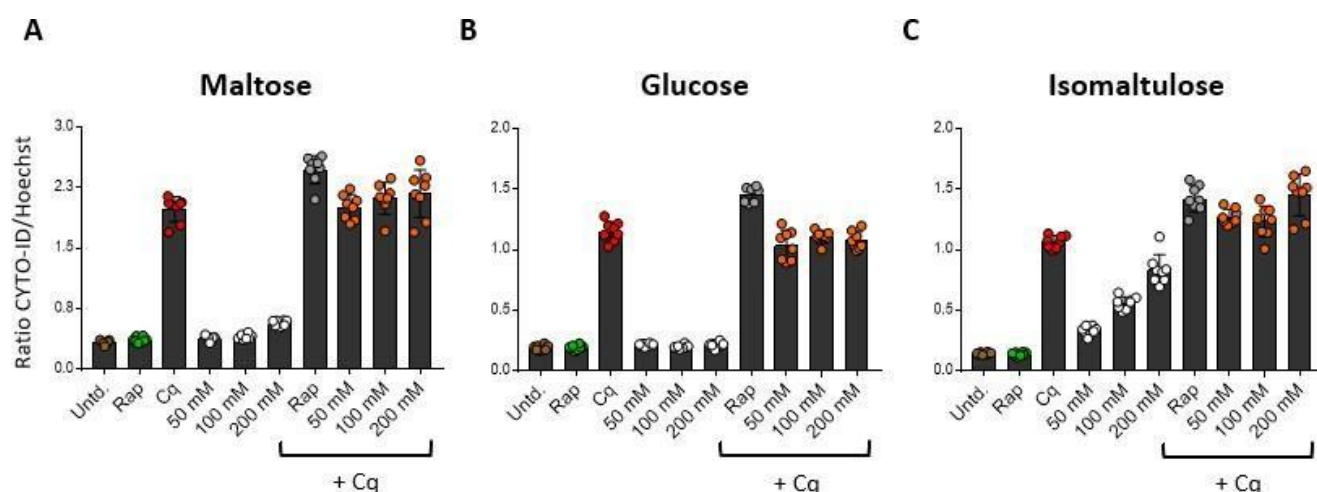 A
B
C
Maltose
Glucose
Isomaltulose
Ratio CYTO-ID/Hoechst
3.0
2.3
1.5
0.8
0.0
Untd.
Rap
Cq
50 mM
100 mM
200 mM
Rap
50 mM
100 mM
200 mM
+ Cq
2.0
1.5
1.0
0.5
0.0
Untd.
Rap
Cq
50 mM
100 mM
200 mM
Rap
50 mM
100 mM
200 mM
+ Cq
2.0
1.5
1.0
0.5
0.0
Untd.
Rap
Cq
50 mM
100 mM
200 mM
Rap
50 mM
100 mM
200 mM
+ Cq